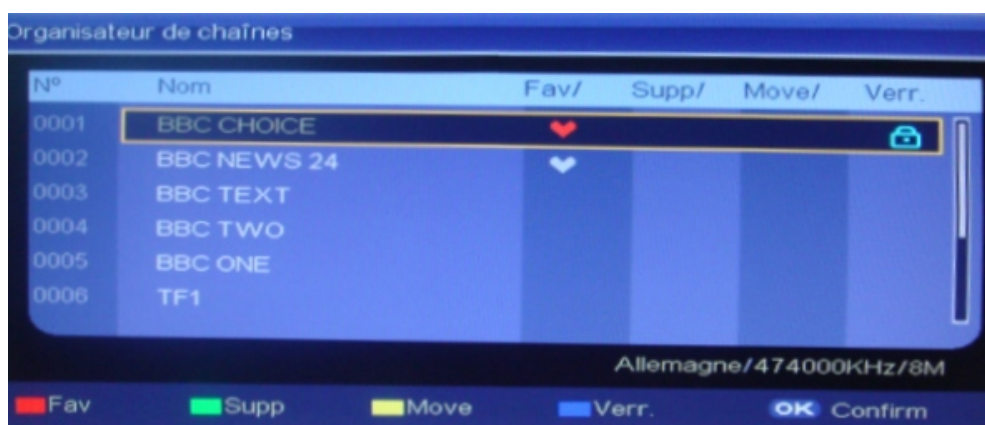 Organisateur de chaînes
Nº Nom Fav/ Supp/ Move/ Verr.
0001 BBC CHOICE
0002 BBC NEWS 24
0003 BBC TEXT
0004 BBC TWO
0005 BBC ONE
0006 TF1
Allemagne/474000KHz/8M
Fav Supp Move Verr. OK Confirm